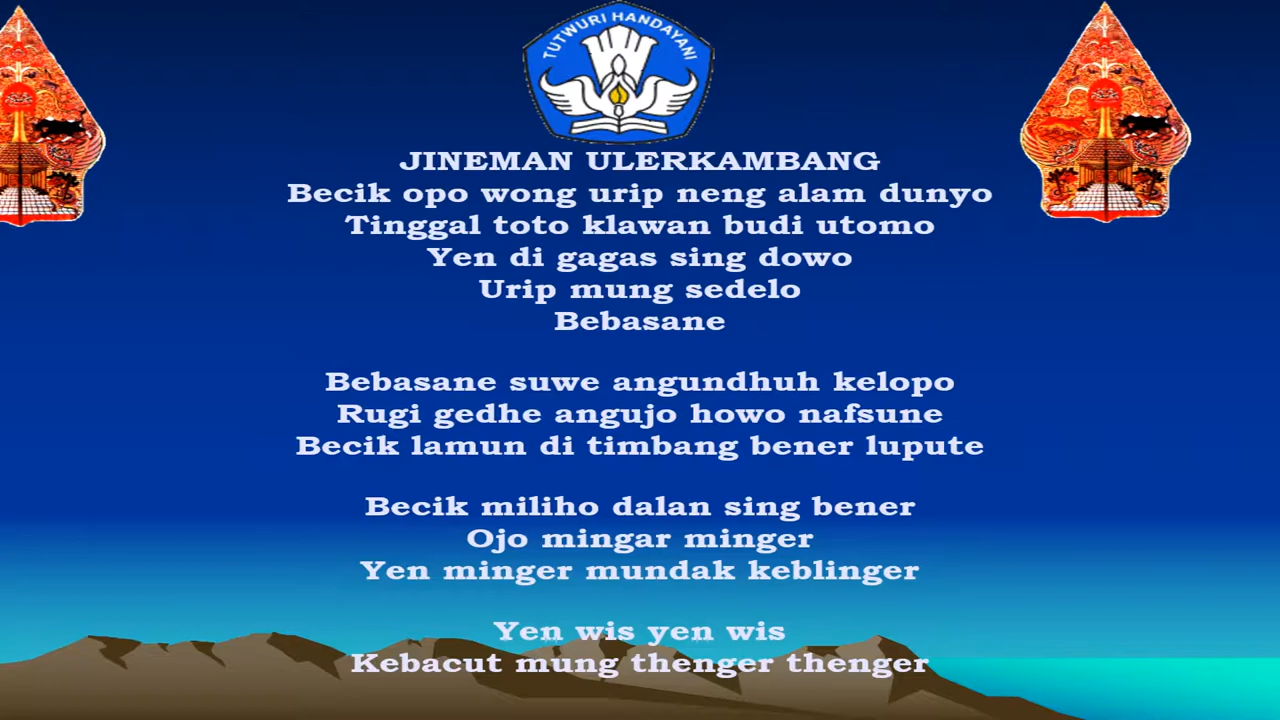 TUTWURI HANDAYANI
JINEMAN ULERKAMBANG
Becik opo wong urip neng alam dunyo
Tinggal toto klawan budi utomo
Yen di gagas sing dowo
Urip mung sedelo
Bebasane
Bebasane suwe angundhuh kelopo
Rugi gedhe angujo howo nafsune
Becik lamun di timbang bener lupute
Becik miliho dalan sing bener
Ojo mingar minger
Yen minger mundak keblinger
Yen wis yen wis
Kebacut mung thenger thenger